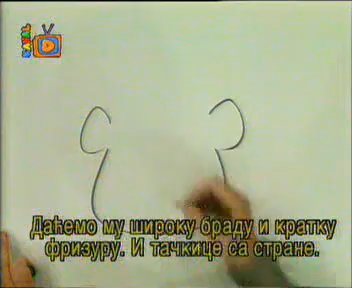 Даћемо му широку браду и кратку
фризуру. И тачкице са стране.